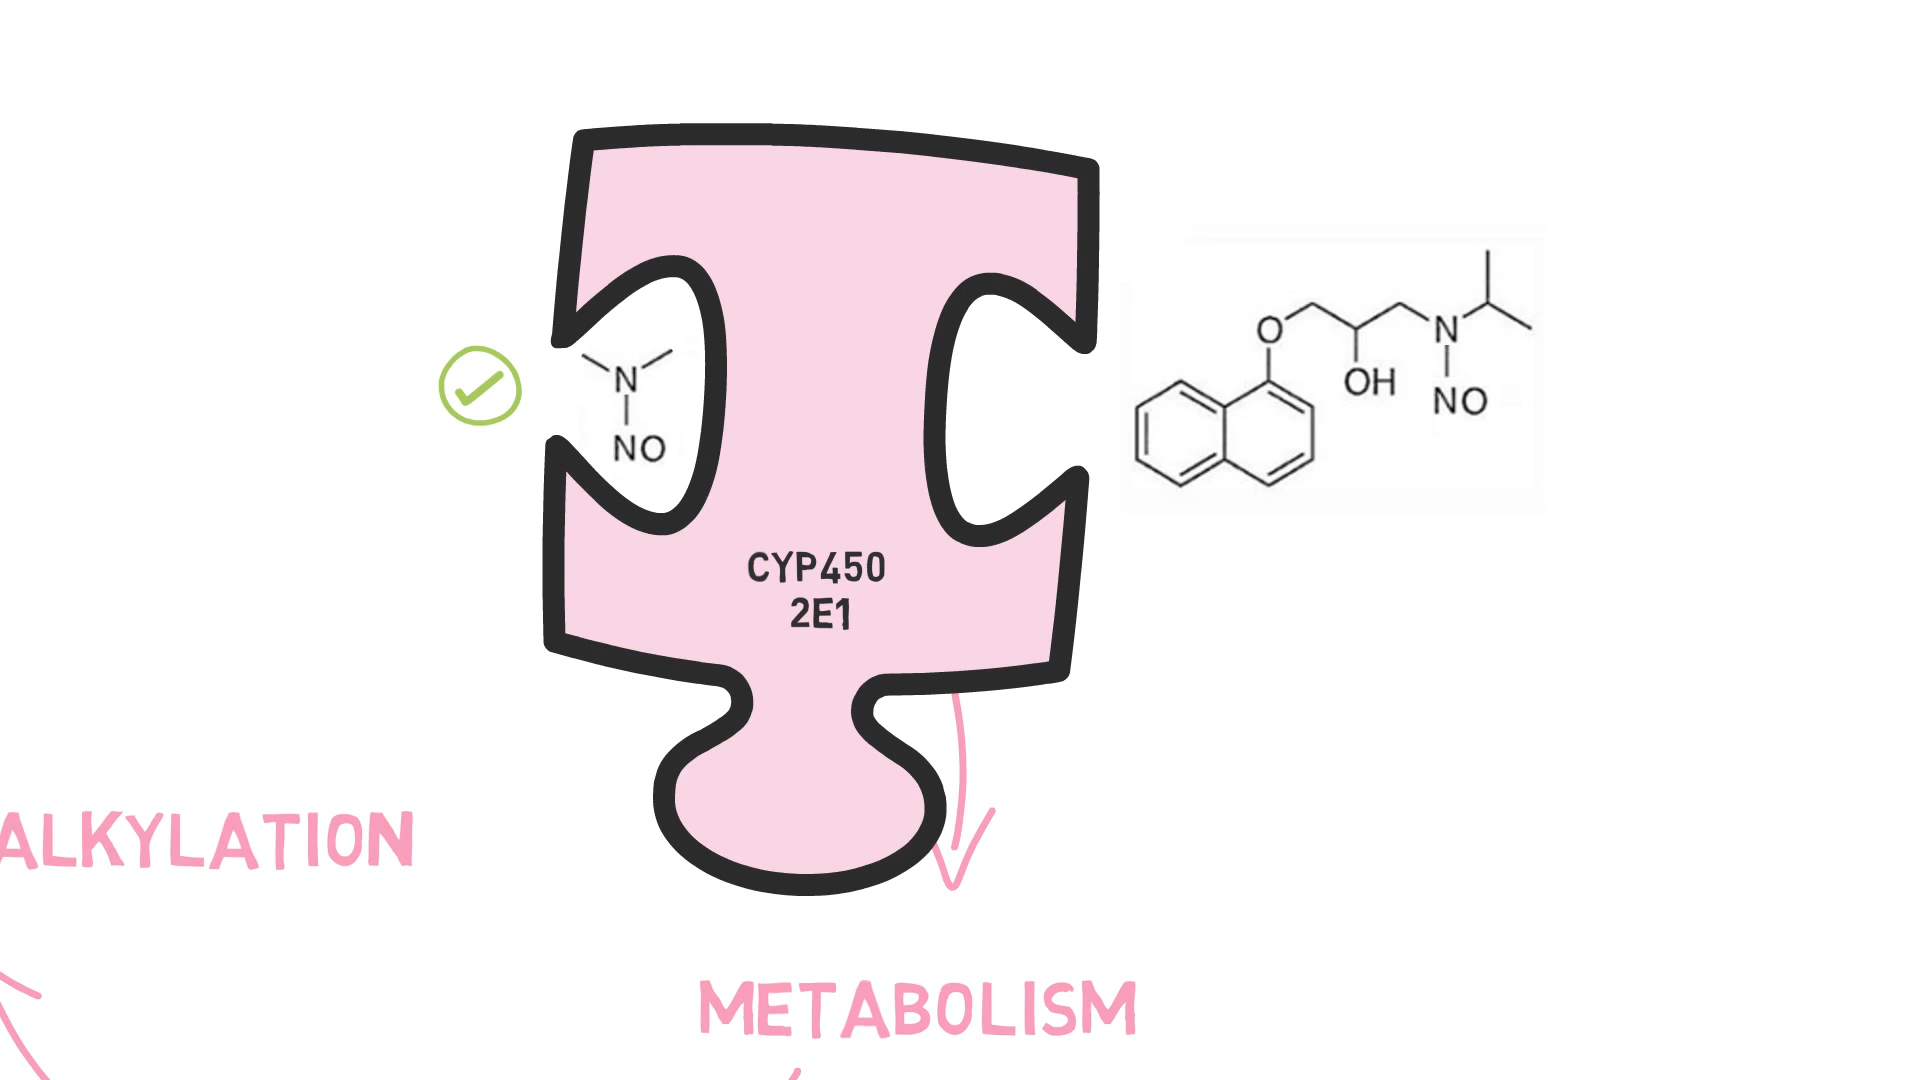 N
NO
O
OH
N
NO
CYP450
2E1
ALKYLATION
METABOLISM